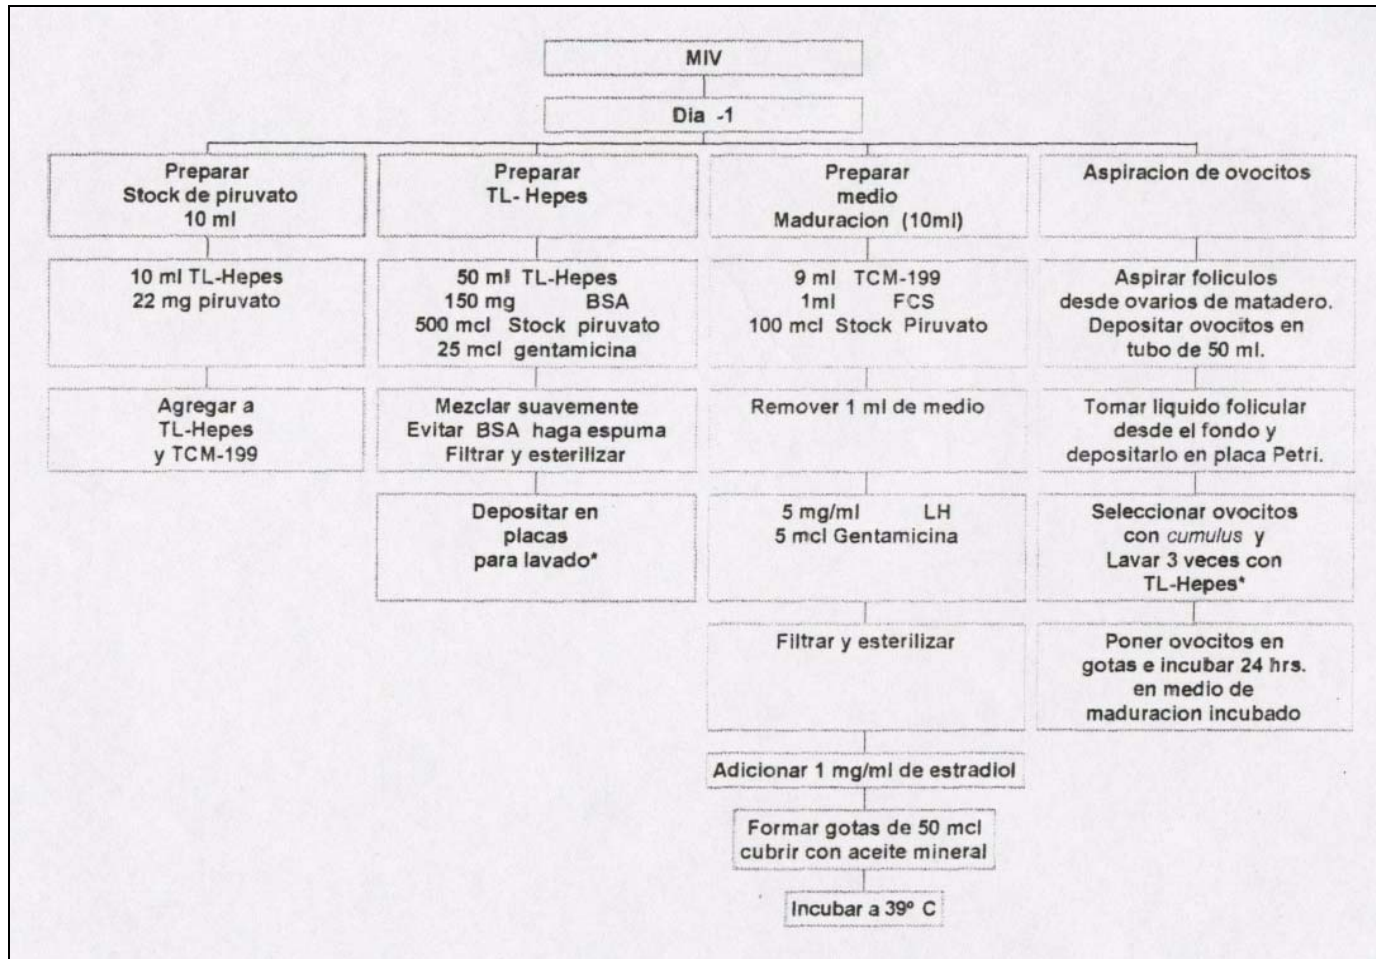 MIV
Dia -1
Preparar
Stock de piruvato
10 ml
10 ml TL-Hepes
22 mg piruvato
Agregar a
TL-Hepes
y TCM-199
Preparar
TL- Hepes
50 ml TL-Hepes
150 mg BSA
500 mcl Stock piruvato
25 mcl gentamicina
Mezclar suavemente
Evitar BSA haga espuma
Filtrar y esterilizar
Depositar en
placas
para lavado*
Preparar
medio
Maduracion (10ml)
9 ml TCM-199
1ml FCS
100 mcl Stock Piruvato
Remover 1 ml de medio
5 mg/ml LH
5 mcl Gentamicina
Filtrar y esterilizar
Adicionar 1 mg/ml de estradiol
Formar gotas de 50 mcl
cubrir con aceite mineral
Incubar a 39º C
Aspiracion de ovocitos
Aspirar foliculos
desde ovarios de matadero.
Depositar ovocitos en
tubo de 50 ml.
Tomar liquido folicular
desde el fondo y
depositarlo en placa Petri.
Seleccionar ovocitos
con cumulus y
Lavar 3 veces con
TL-Hepes*
Poner ovocitos en
gotas e incubar 24 hrs.
en medio de
maduracion incubado